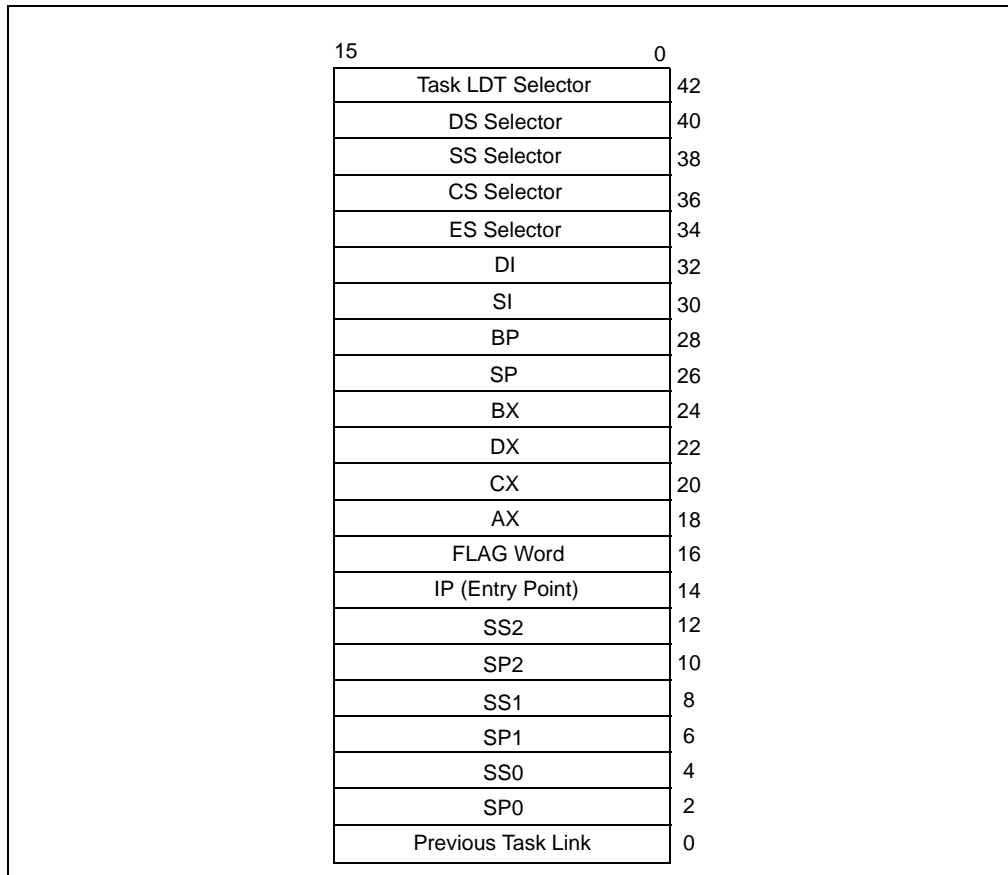 15 0
Task LDT Selector 42
DS Selector 40
SS Selector 38
CS Selector 36
ES Selector 34
DI 32
SI 30
BP 28
SP 26
BX 24
DX 22
CX 20
AX 18
FLAG Word 16
IP (Entry Point) 14
SS2 12
SP2 10
SS1 8
SP1 6
SS0 4
SP0 2
Previous Task Link 0